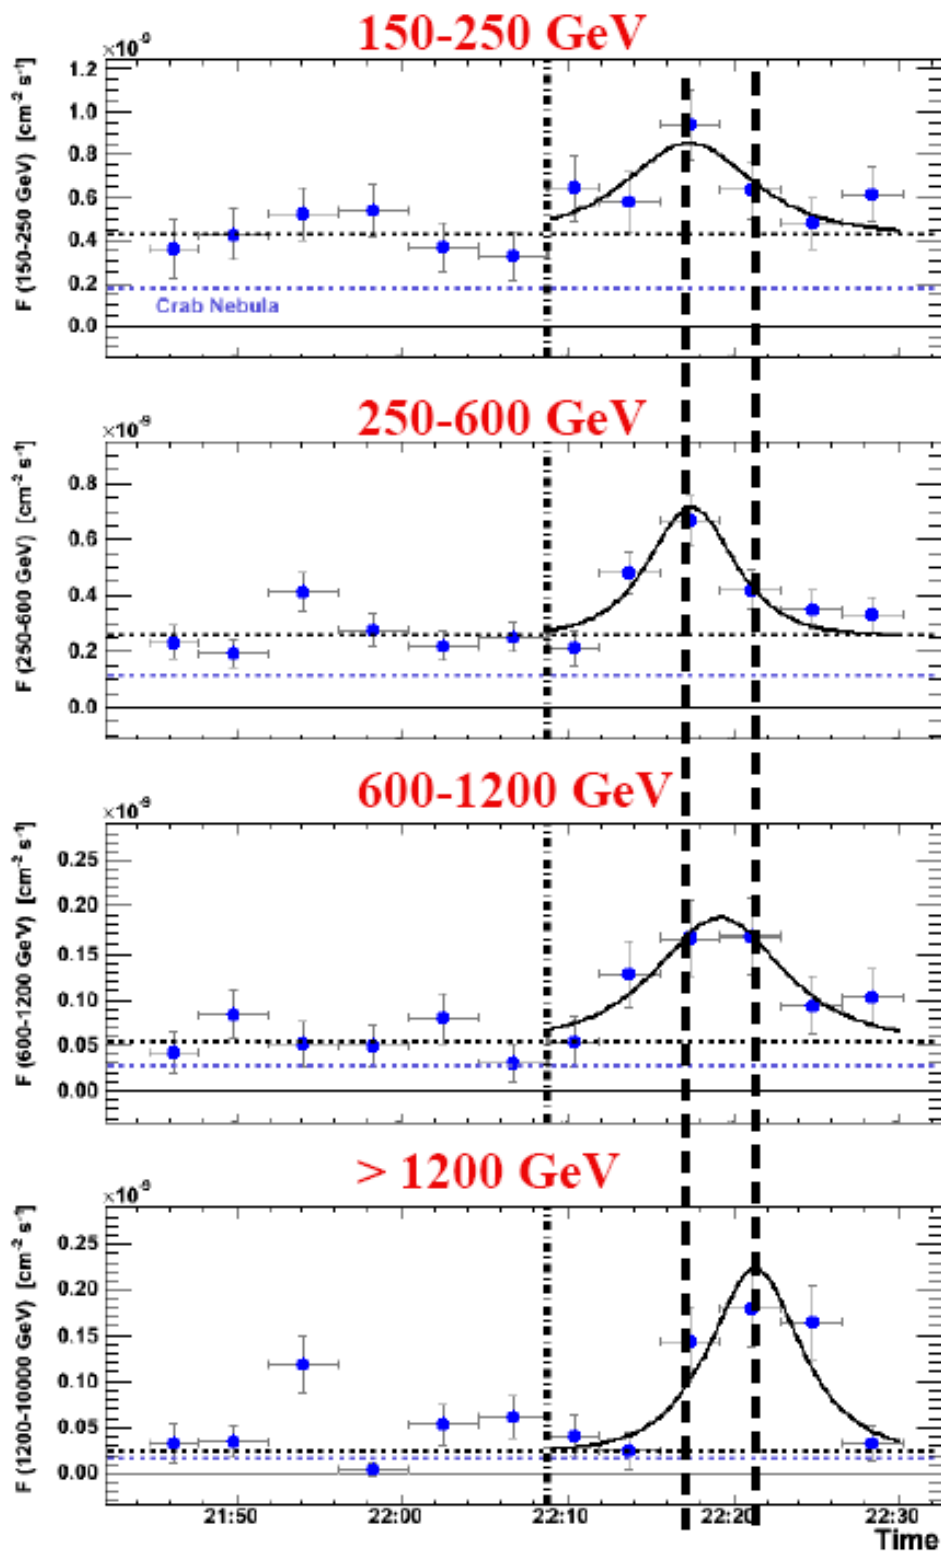 150-250 GeV
×10⁻⁹
F (150-250 GeV) [cm⁻² s⁻¹]
1.2
1.0
0.8
0.6
0.4
0.2
0.0
Crab Nebula
250-600 GeV
×10⁻⁹
F (250-600 GeV) [cm⁻² s⁻¹]
0.8
0.6
0.4
0.2
0.0
600-1200 GeV
×10⁻⁹
F (600-1200 GeV) [cm⁻² s⁻¹]
0.25
0.20
0.15
0.10
0.05
0.00
> 1200 GeV
×10⁻⁹
F (1200-10000 GeV) [cm⁻² s⁻¹]
0.25
0.20
0.15
0.10
0.05
0.00
21:50 22:00 22:10 22:20 22:30
Time